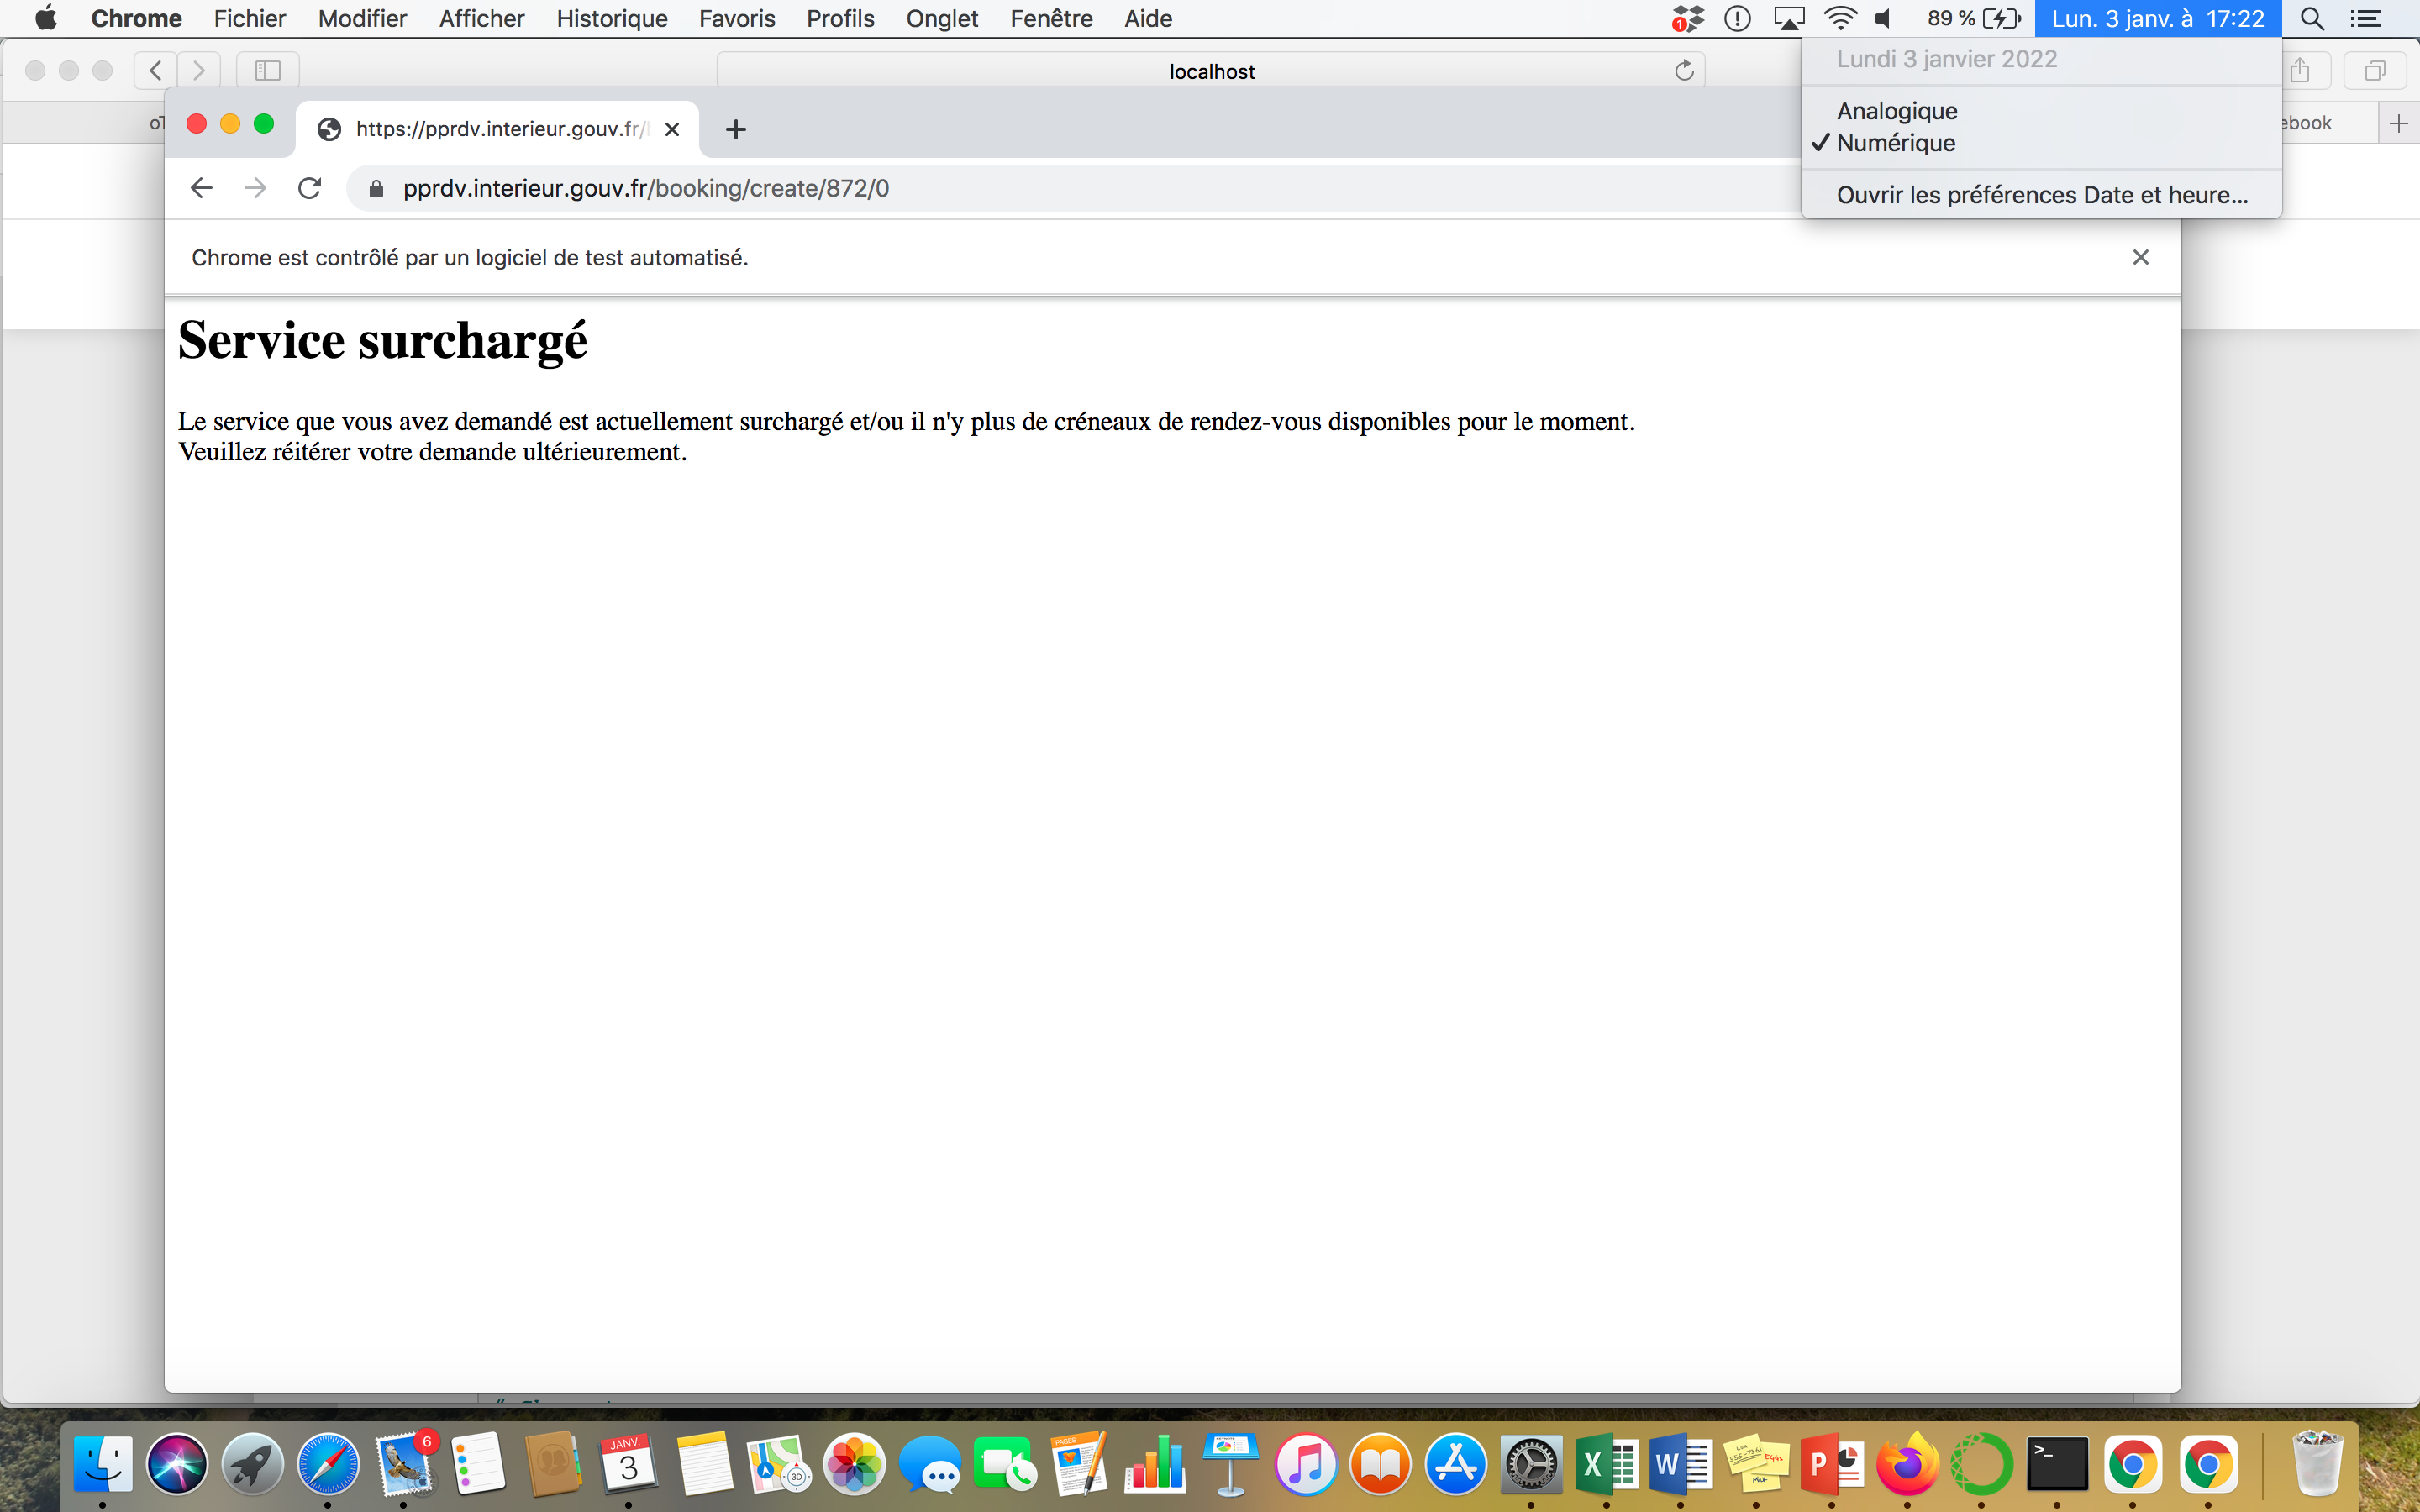 Chrome Fichier Modifier Afficher Historique Favoris Profils Onglet Fenêtre Aide 1 89 % Lun. 3 janv. à 17:22
Lundi 3 janvier 2022
Analogique
✓ Numérique
Ouvrir les préférences Date et heure...
localhost
ebook
https://pprdv.interieur.gouv.fr/
pprdv.interieur.gouv.fr/booking/create/872/0
Chrome est contrôlé par un logiciel de test automatisé.
Service surchargé
Le service que vous avez demandé est actuellement surchargé et/ou il n'y plus de créneaux de rendez-vous disponibles pour le moment.
Veuillez réitérer votre demande ultérieurement.
6
JANV.
3
3D
PAGES
X
W
P
>_